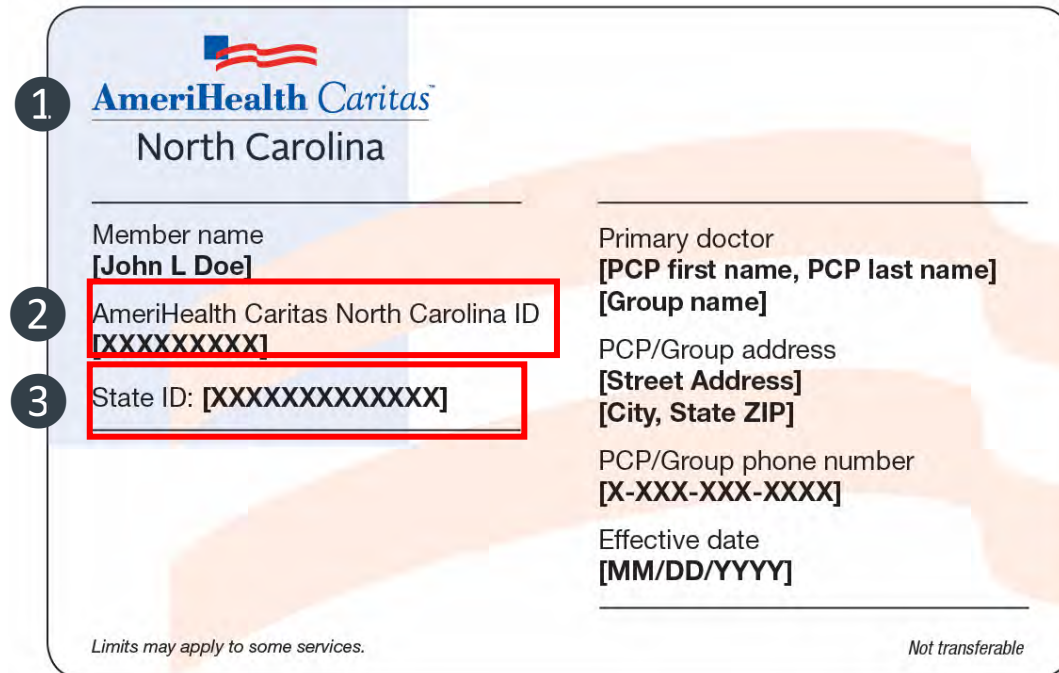 1
AmeriHealth Caritas™
North Carolina
Member name
[John L Doe]
2
AmeriHealth Caritas North Carolina ID
[XXXXXXXXX]
3
State ID: [XXXXXXXXXXXXX]
Primary doctor
[PCP first name, PCP last name]
[Group name]
PCP/Group address
[Street Address]
[City, State ZIP]
PCP/Group phone number
[X-XXX-XXX-XXXX]
Effective date
[MM/DD/YYYY]
Limits may apply to some services.
Not transferable